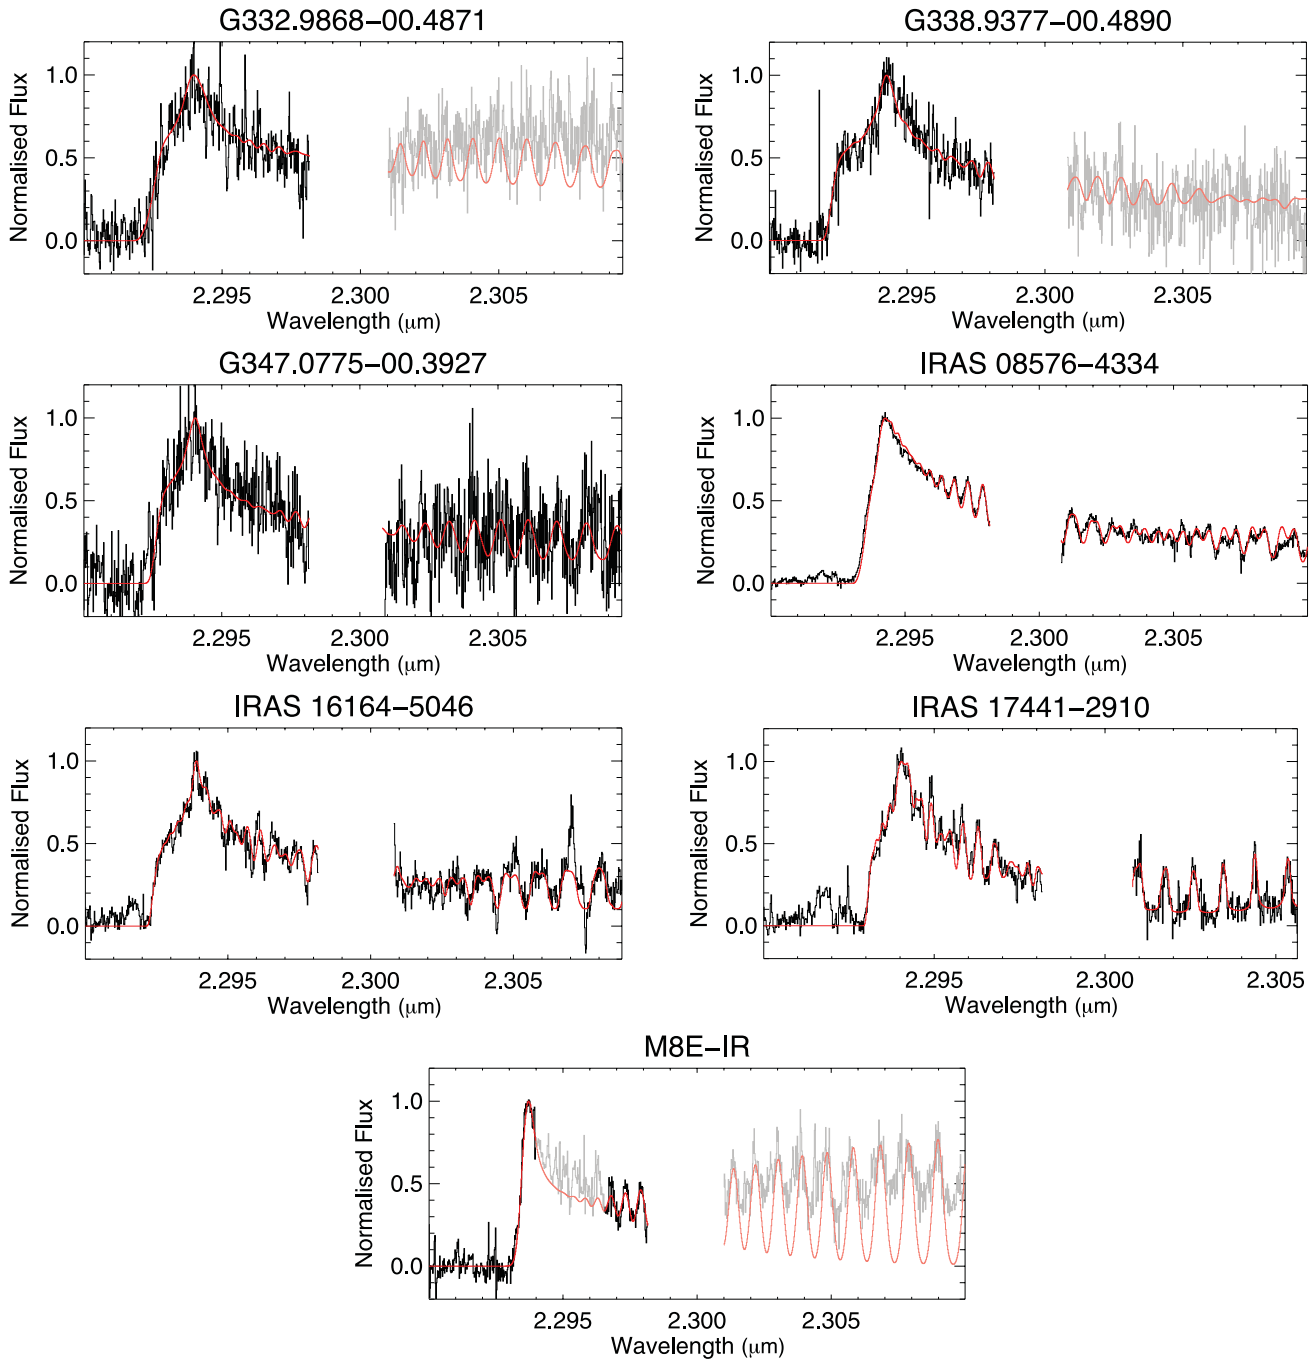 G332.9868−00.4871
Normalised Flux
1.0
0.5
0.0
2.295 2.300 2.305
Wavelength (μm)
G338.9377−00.4890
Normalised Flux
1.0
0.5
0.0
2.295 2.300 2.305
Wavelength (μm)
G347.0775−00.3927
Normalised Flux
1.0
0.5
0.0
2.295 2.300 2.305
Wavelength (μm)
IRAS 08576−4334
Normalised Flux
1.0
0.5
0.0
2.295 2.300 2.305
Wavelength (μm)
IRAS 16164−5046
Normalised Flux
1.0
0.5
0.0
2.295 2.300 2.305
Wavelength (μm)
IRAS 17441−2910
Normalised Flux
1.0
0.5
0.0
2.295 2.300 2.305
Wavelength (μm)
M8E−IR
Normalised Flux
1.0
0.5
0.0
2.295 2.300 2.305
Wavelength (μm)